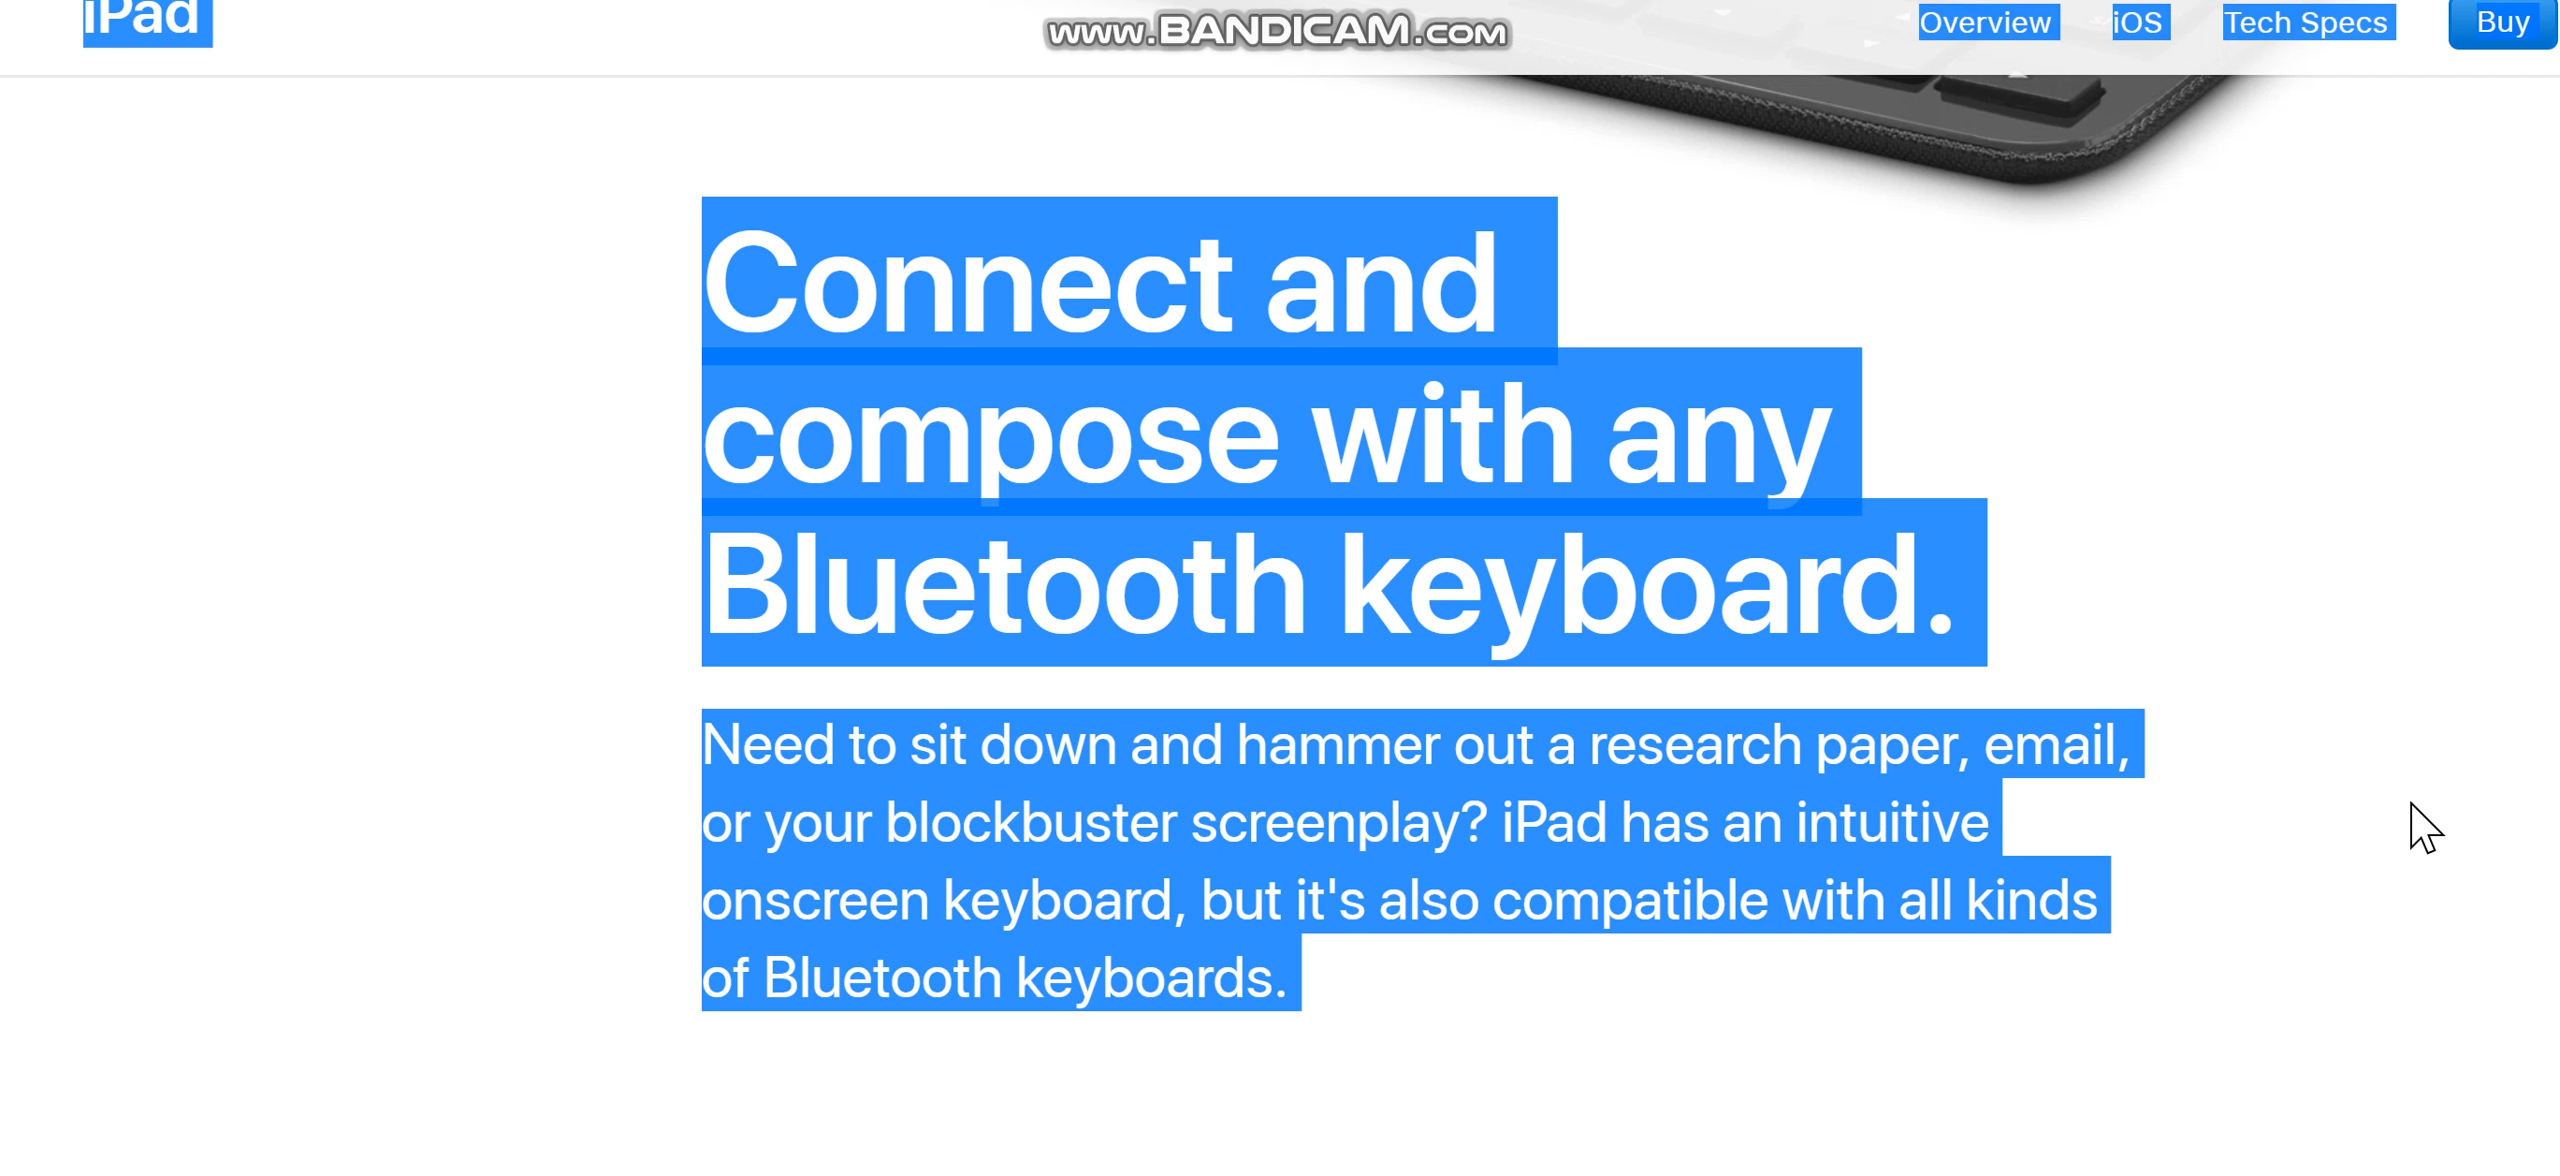 iPad
www.BANDICAM.com
Overview iOS Tech Specs Buy
Connect and
compose with any
Bluetooth keyboard.
Need to sit down and hammer out a research paper, email,
or your blockbuster screenplay? iPad has an intuitive
onscreen keyboard, but it's also compatible with all kinds
of Bluetooth keyboards.